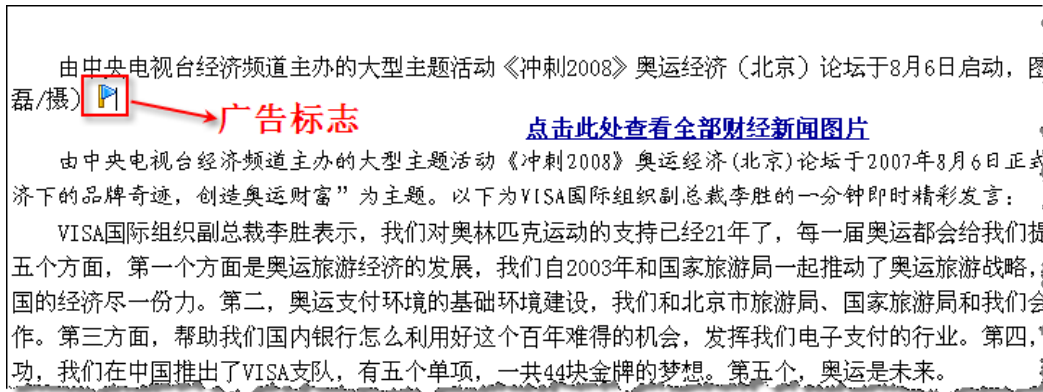 由中央电视台经济频道主办的大型主题活动《冲刺2008》奥运经济（北京）论坛于8月6日启动，图
磊/摄）
广告标志
点击此处查看全部财经新闻图片
由中央电视台经济频道主办的大型主题活动《冲刺2008》奥运经济(北京)论坛于2007年8月6日正式
济下的品牌奇迹，创造奥运财富”为主题。以下为VISA国际组织副总裁李胜的一分钟即时精彩发言：
VISA国际组织副总裁李胜表示，我们对奥林匹克运动的支持已经21年了，每一届奥运都会给我们提
五个方面，第一个方面是奥运旅游经济的发展，我们自2003年和国家旅游局一起推动了奥运旅游战略，
国的经济尽一份力。第二，奥运支付环境的基础环境建设，我们和北京市旅游局、国家旅游局和我们会
作。第三方面，帮助我们国内银行怎么利用好这个百年难得的机会，发挥我们电子支付的行业。第四，
功，我们在中国推出了VISA支队，有五个单项，一共44块金牌的梦想。第五个，奥运是未来。